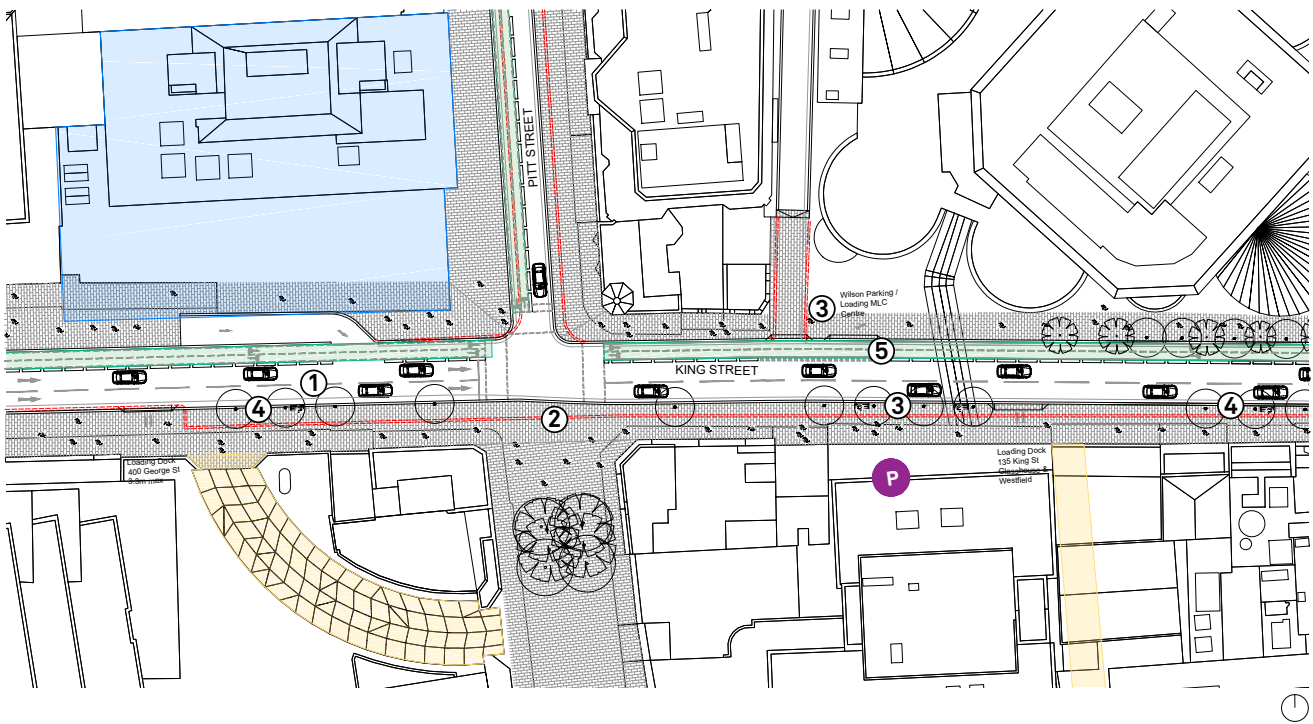 PITT STREET
3
Wilson Parking /
Loading MLC
Centre
5
KING STREET
1
4
2
3
4
Loading Dock
400 George St
3.3m max
P
Loading Dock
135 King St
Glasshouse &
Westfield